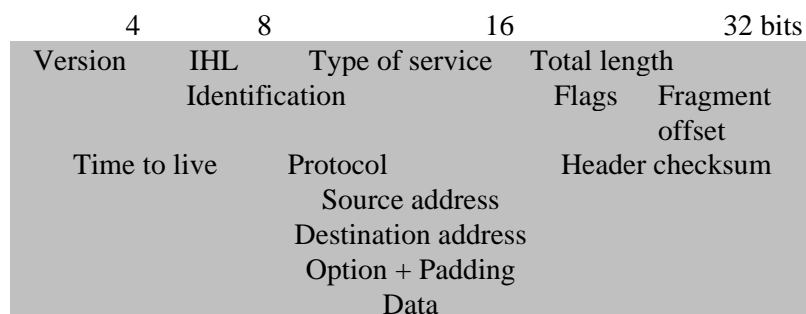 4 8 16 32 bits
Version IHL Type of service Total length
Identification Flags Fragment offset
Time to live Protocol Header checksum
Source address
Destination address
Option + Padding
Data